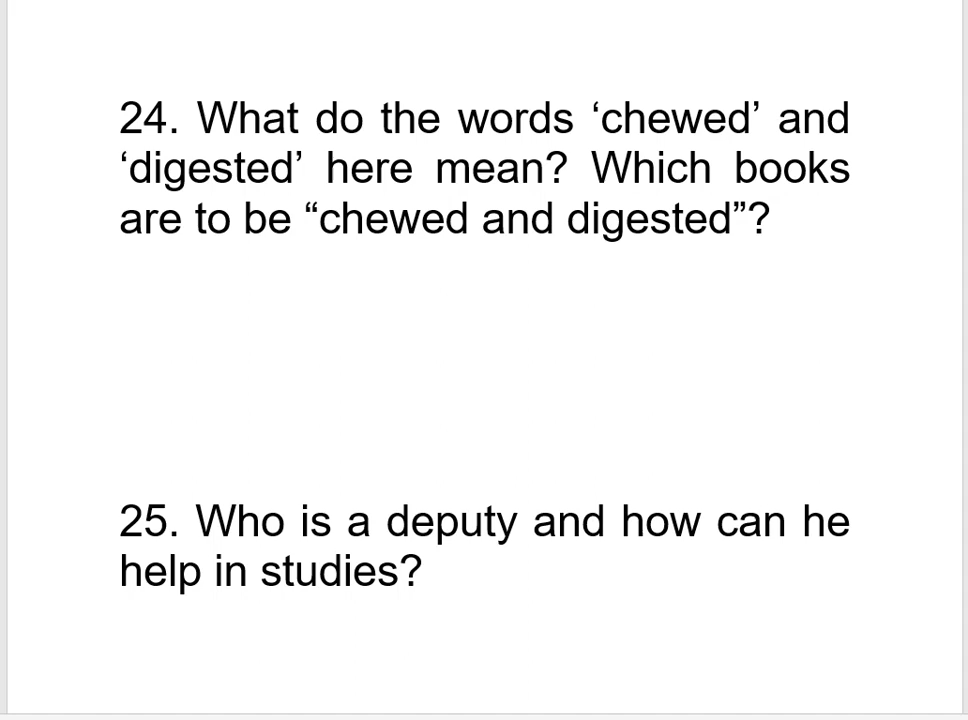 24. What do the words ‘chewed’ and
‘digested’ here mean? Which books
are to be “chewed and digested”?
25. Who is a deputy and how can he
help in studies?